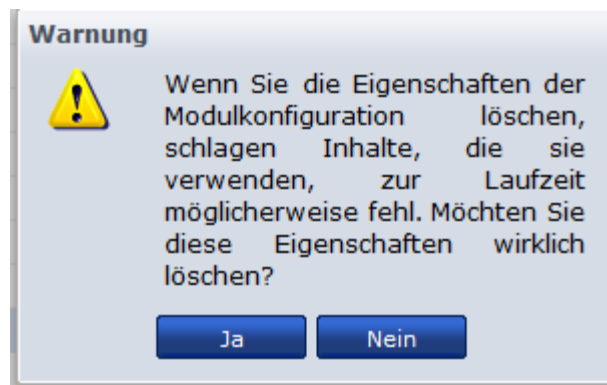 Warnung
Wenn Sie die Eigenschaften der
Modulkonfiguration löschen,
schlagen Inhalte, die sie
verwenden, zur Laufzeit
möglicherweise fehl. Möchten Sie
diese Eigenschaften wirklich
löschen?
Ja Nein